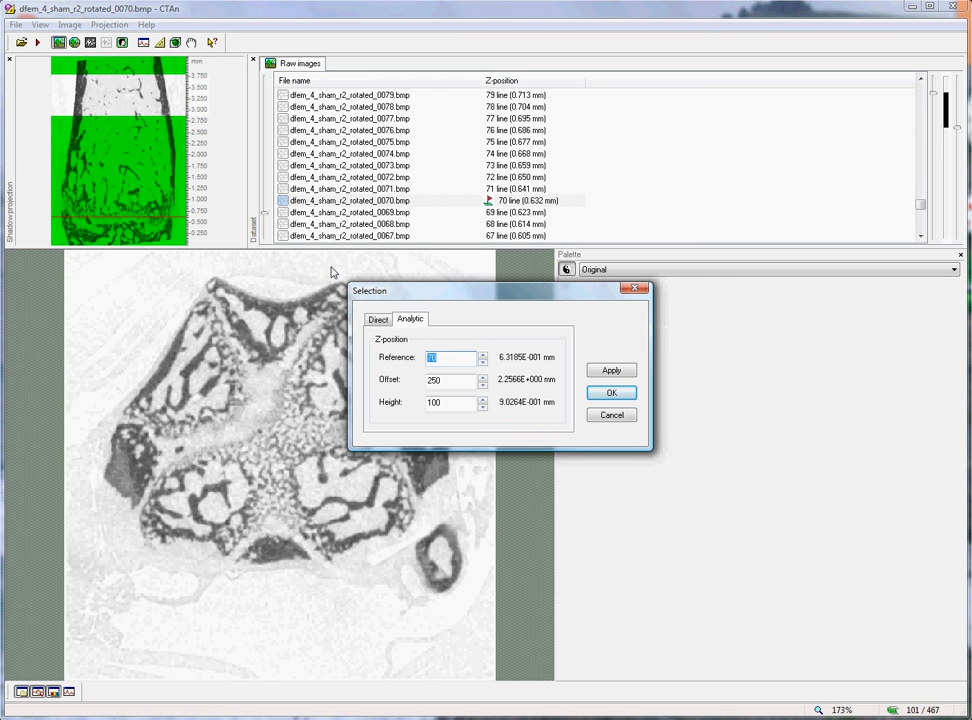 dfem_4_sham_r2_rotated_0070.bmp - CTAn
File View Image Projection Help
mm
3.750
3.500
3.250
3.000
2.750
2.500
2.250
2.000
1.750
1.500
1.250
1.000
0.750
0.500
0.250
Shadow projection
Dataset
Raw images
File name Z-position
dfem_4_sham_r2_rotated_0079.bmp 79 line (0.713 mm)
dfem_4_sham_r2_rotated_0078.bmp 78 line (0.704 mm)
dfem_4_sham_r2_rotated_0077.bmp 77 line (0.695 mm)
dfem_4_sham_r2_rotated_0076.bmp 76 line (0.686 mm)
dfem_4_sham_r2_rotated_0075.bmp 75 line (0.677 mm)
dfem_4_sham_r2_rotated_0074.bmp 74 line (0.668 mm)
dfem_4_sham_r2_rotated_0073.bmp 73 line (0.659 mm)
dfem_4_sham_r2_rotated_0072.bmp 72 line (0.650 mm)
dfem_4_sham_r2_rotated_0071.bmp 71 line (0.641 mm)
dfem_4_sham_r2_rotated_0070.bmp 70 line (0.632 mm)
dfem_4_sham_r2_rotated_0069.bmp 69 line (0.623 mm)
dfem_4_sham_r2_rotated_0068.bmp 68 line (0.614 mm)
dfem_4_sham_r2_rotated_0067.bmp 67 line (0.605 mm)
Palette
Original
Selection
Direct Analytic
Z-position
Reference: 70 6.3185E-001 mm
Offset: 250 2.2566E+000 mm
Height: 100 9.0264E-001 mm
Apply
OK
Cancel
173% 101 / 467